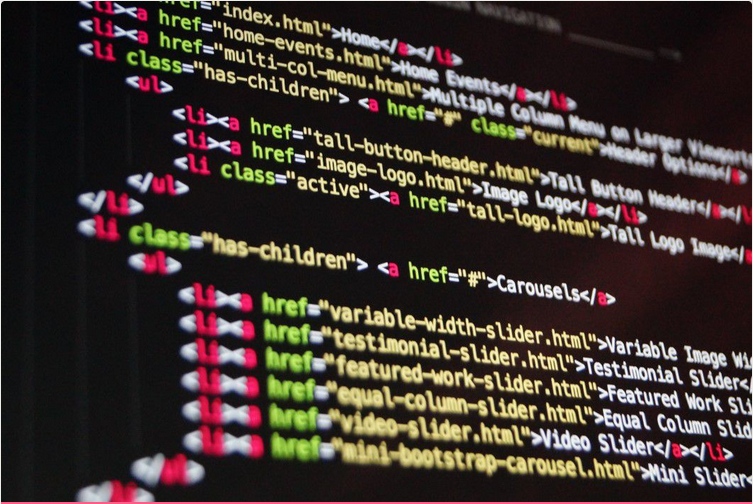 NAVIGATION
<li><a href="index.html">Home</a></li>
<li><a href="home-events.html">Home Events</a></li>
<li><a href="multi-col-menu.html">Multiple Column Menu on Larger Viewport
<li class="has-children"> <a href="#" class="current">Header Options</a>
<ul>
<li><a href="tall-button-header.html">Tall Button Header</a></l
<li><a href="image-logo.html">Image Logo</a></li>
<li class="active"><a href="tall-logo.html">Tall Logo Image</a
</ul>
</li>
<li class="has-children"> <a href="#">Carousels</a>
<ul>
<li><a href="variable-width-slider.html">Variable Image Wi
<li><a href="testimonial-slider.html">Testimonial Slider</
<li><a href="featured-work-slider.html">Featured Work Sli
<li><a href="equal-column-slider.html">Equal Column Slid
<li><a href="video-slider.html">Video Slider</a></li>
<li><a href="mini-bootstrap-carousel.html">Mini Slider
</ul>
</li>